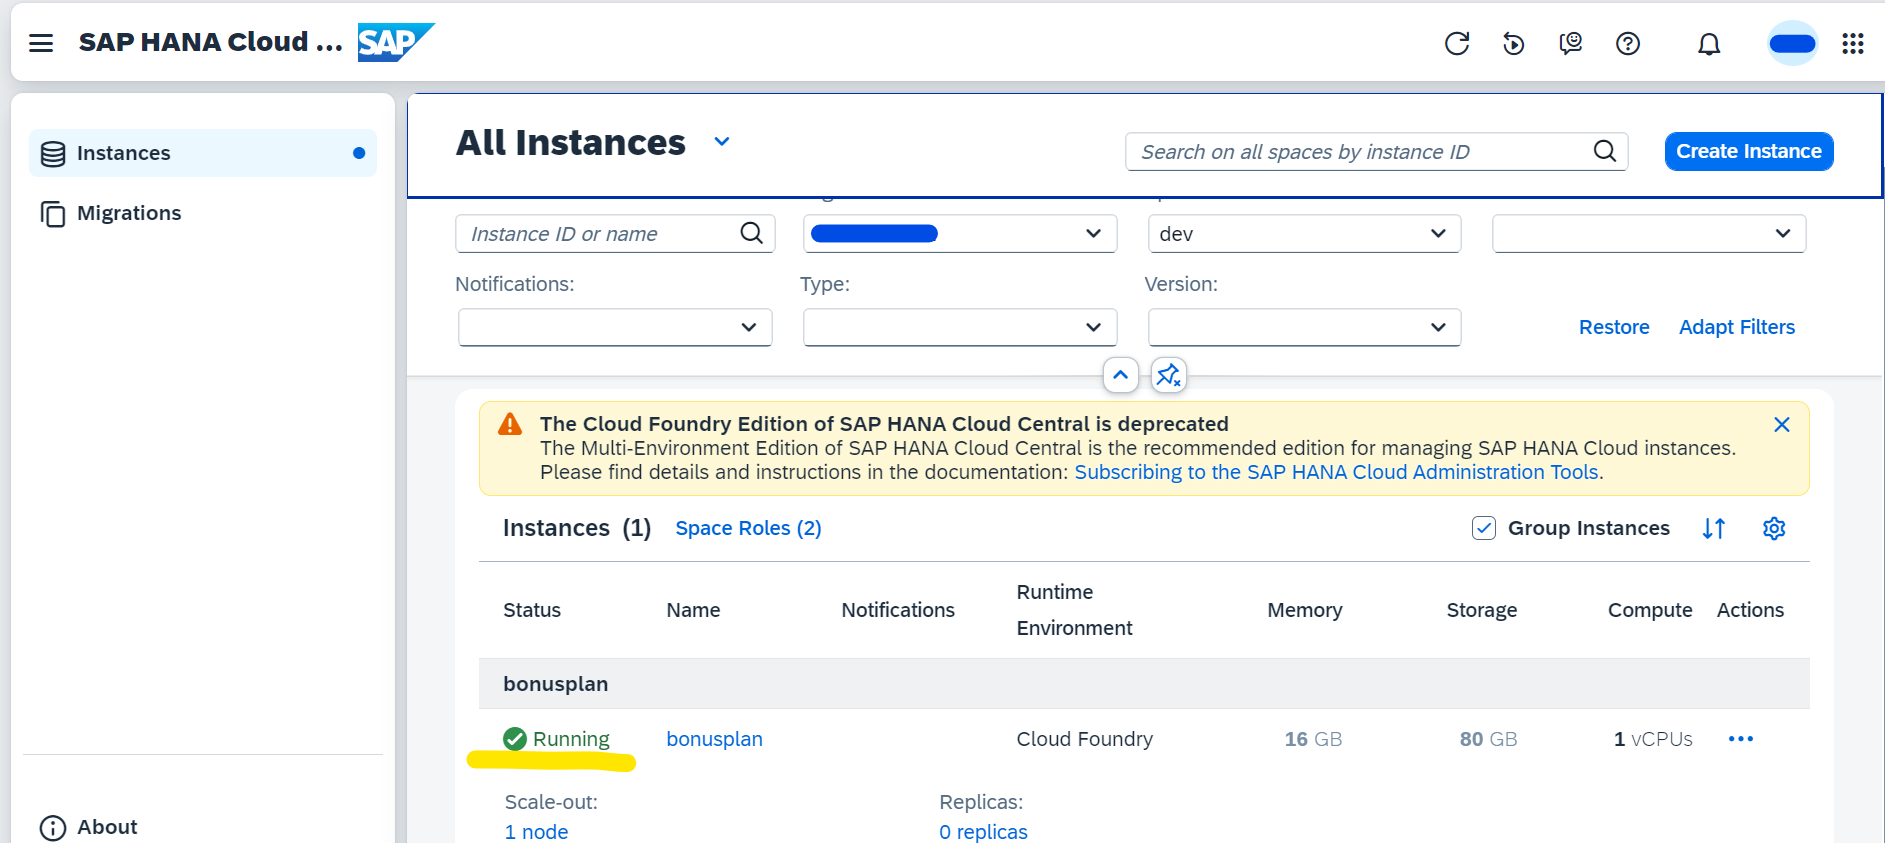 SAP HANA Cloud ...
SAP
Instances
Migrations
About
All Instances
Search on all spaces by instance ID
Create Instance
Instance ID or name
dev
Notifications:
Type:
Version:
Restore
Adapt Filters
The Cloud Foundry Edition of SAP HANA Cloud Central is deprecated
The Multi-Environment Edition of SAP HANA Cloud Central is the recommended edition for managing SAP HANA Cloud instances.
Please find details and instructions in the documentation: Subscribing to the SAP HANA Cloud Administration Tools.
Instances (1) Space Roles (2)
Group Instances
Status Name Notifications Runtime Environment Memory Storage Compute Actions
bonusplan
Running bonusplan Cloud Foundry 16 GB 80 GB 1 vCPUs
Scale-out: Replicas:
1 node 0 replicas